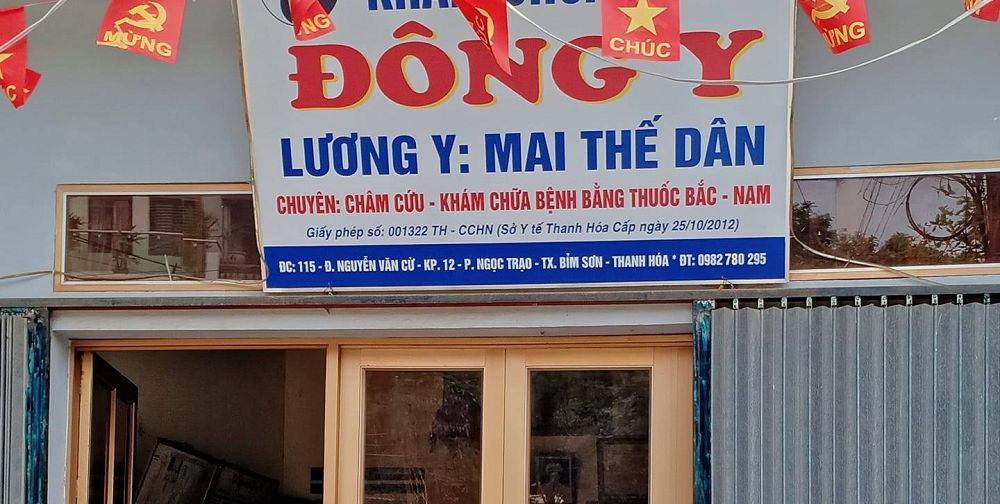 MỪNG
CHÚC
ĐÔNG Y
LƯƠNG Y: MAI THẾ DÂN
CHUYÊN: CHÂM CỨU - KHÁM CHỮA BỆNH BẰNG THUỐC BẮC - NAM
Giấy phép số: 001322 TH - CCHN (Sở Y tế Thanh Hóa Cấp ngày 25/10/2012)
ĐC: 115 - Đ. NGUYỄN VĂN CỪ - KP. 12 - P. NGỌC TRẠO - TX. BỈM SƠN - THANH HÓA * ĐT: 0982 780 295